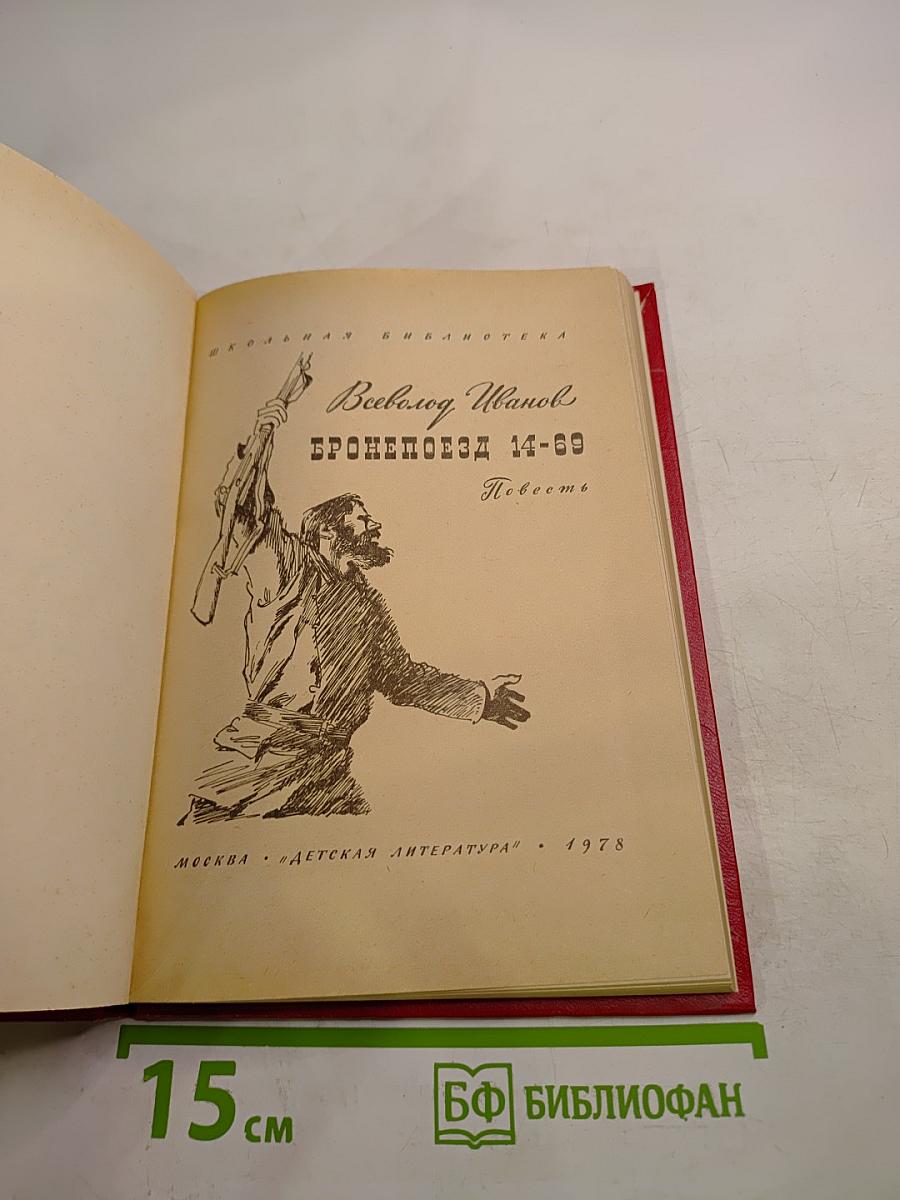 ШКОЛЬНАЯ БИБЛИОТЕКА
Всеволод Иванов
БРОНЕПОЕЗД 14-69
Повесть
МОСКВА • "ДЕТСКАЯ ЛИТЕРАТУРА" • 1978
15 см
БФ БИБЛИОФАН